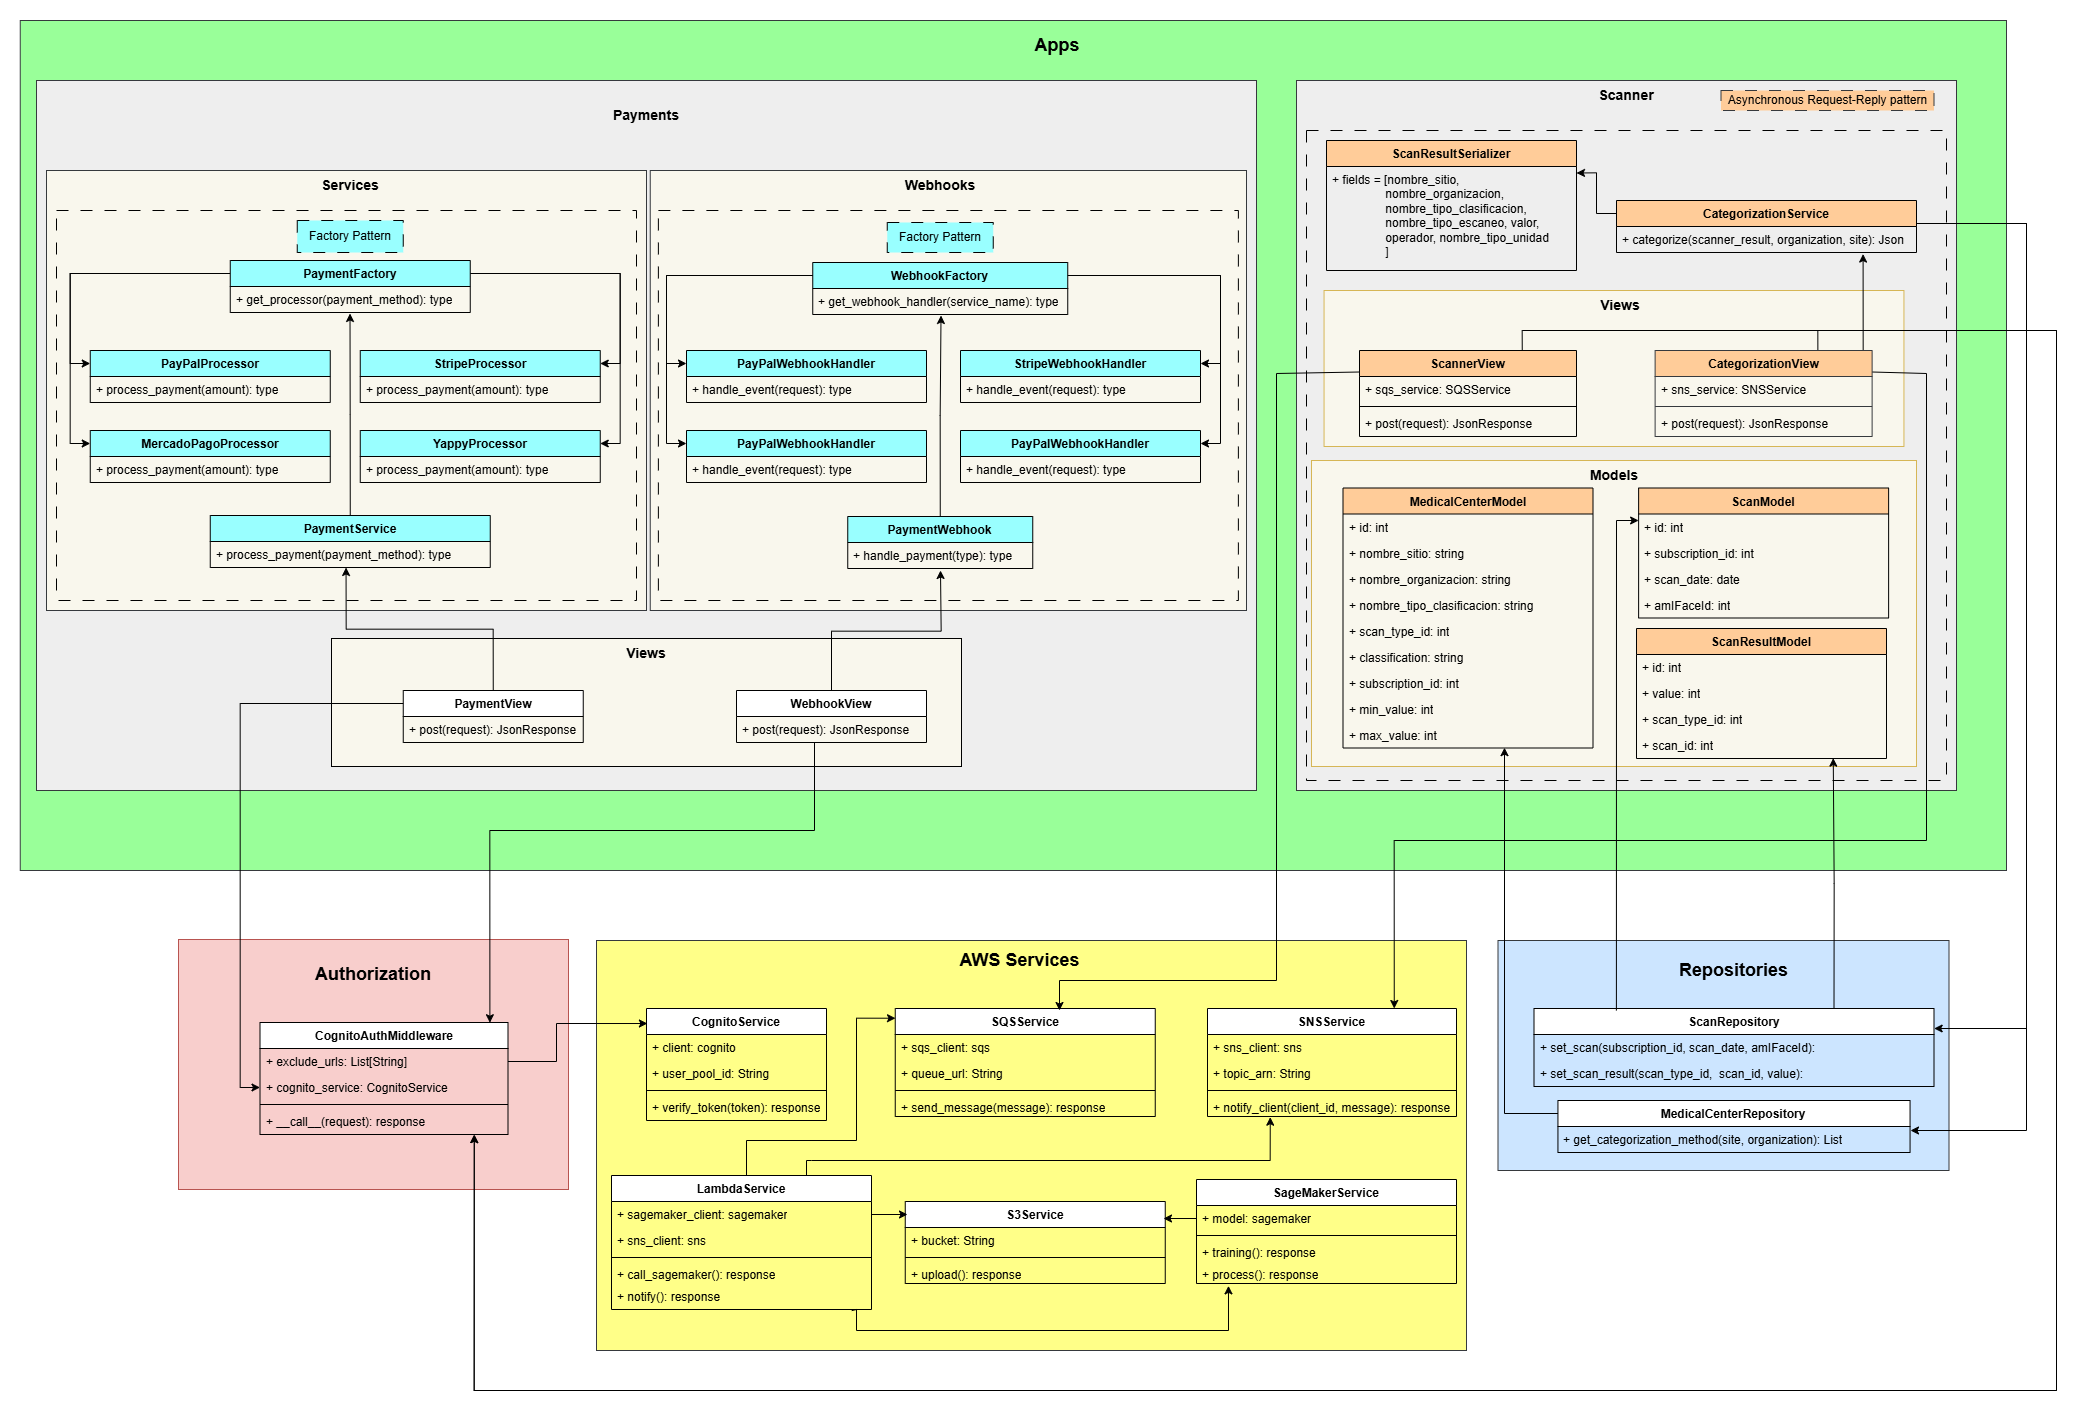 Apps
Payments
Services
Factory Pattern
PaymentFactory
+ get_processor(payment_method): type
PayPalProcessor
+ process_payment(amount): type
StripeProcessor
+ process_payment(amount): type
MercadoPagoProcessor
+ process_payment(amount): type
YappyProcessor
+ process_payment(amount): type
PaymentService
+ process_payment(payment_method): type
Webhooks
Factory Pattern
WebhookFactory
+ get_webhook_handler(service_name): type
PayPalWebhookHandler
+ handle_event(request): type
StripeWebhookHandler
+ handle_event(request): type
PayPalWebhookHandler
+ handle_event(request): type
PayPalWebhookHandler
+ handle_event(request): type
PaymentWebhook
+ handle_payment(type): type
Views
PaymentView
+ post(request): JsonResponse
WebhookView
+ post(request): JsonResponse
Scanner
Asynchronous Request-Reply pattern
ScanResultSerializer
+ fields = [nombre_sitio,
nombre_organizacion,
nombre_tipo_clasificacion,
nombre_tipo_escaneo, valor,
operador, nombre_tipo_unidad
]
CategorizationService
+ categorize(scanner_result, organization, site): Json
Views
ScannerView
+ sqs_service: SQSService
+ post(request): JsonResponse
CategorizationView
+ sns_service: SNSService
+ post(request): JsonResponse
Models
MedicalCenterModel
+ id: int
+ nombre_sitio: string
+ nombre_organizacion: string
+ nombre_tipo_clasificacion: string
+ scan_type_id: int
+ classification: string
+ subscription_id: int
+ min_value: int
+ max_value: int
ScanModel
+ id: int
+ subscription_id: int
+ scan_date: date
+ amIFaceId: int
ScanResultModel
+ id: int
+ value: int
+ scan_type_id: int
+ scan_id: int
Authorization
CognitoAuthMiddleware
+ exclude_urls: List[String]
+ cognito_service: CognitoService
+ __call__(request): response
AWS Services
CognitoService
+ client: cognito
+ user_pool_id: String
+ verify_token(token): response
SQSService
+ sqs_client: sqs
+ queue_url: String
+ send_message(message): response
SNSService
+ sns_client: sns
+ topic_arn: String
+ notify_client(client_id, message): response
LambdaService
+ sagemaker_client: sagemaker
+ sns_client: sns
+ call_sagemaker(): response
+ notify(): response
S3Service
+ bucket: String
+ upload(): response
SageMakerService
+ model: sagemaker
+ training(): response
+ process(): response
Repositories
ScanRepository
+ set_scan(subscription_id, scan_date, amIFaceId):
+ set_scan_result(scan_type_id,  scan_id, value):
MedicalCenterRepository
+ get_categorization_method(site, organization): List